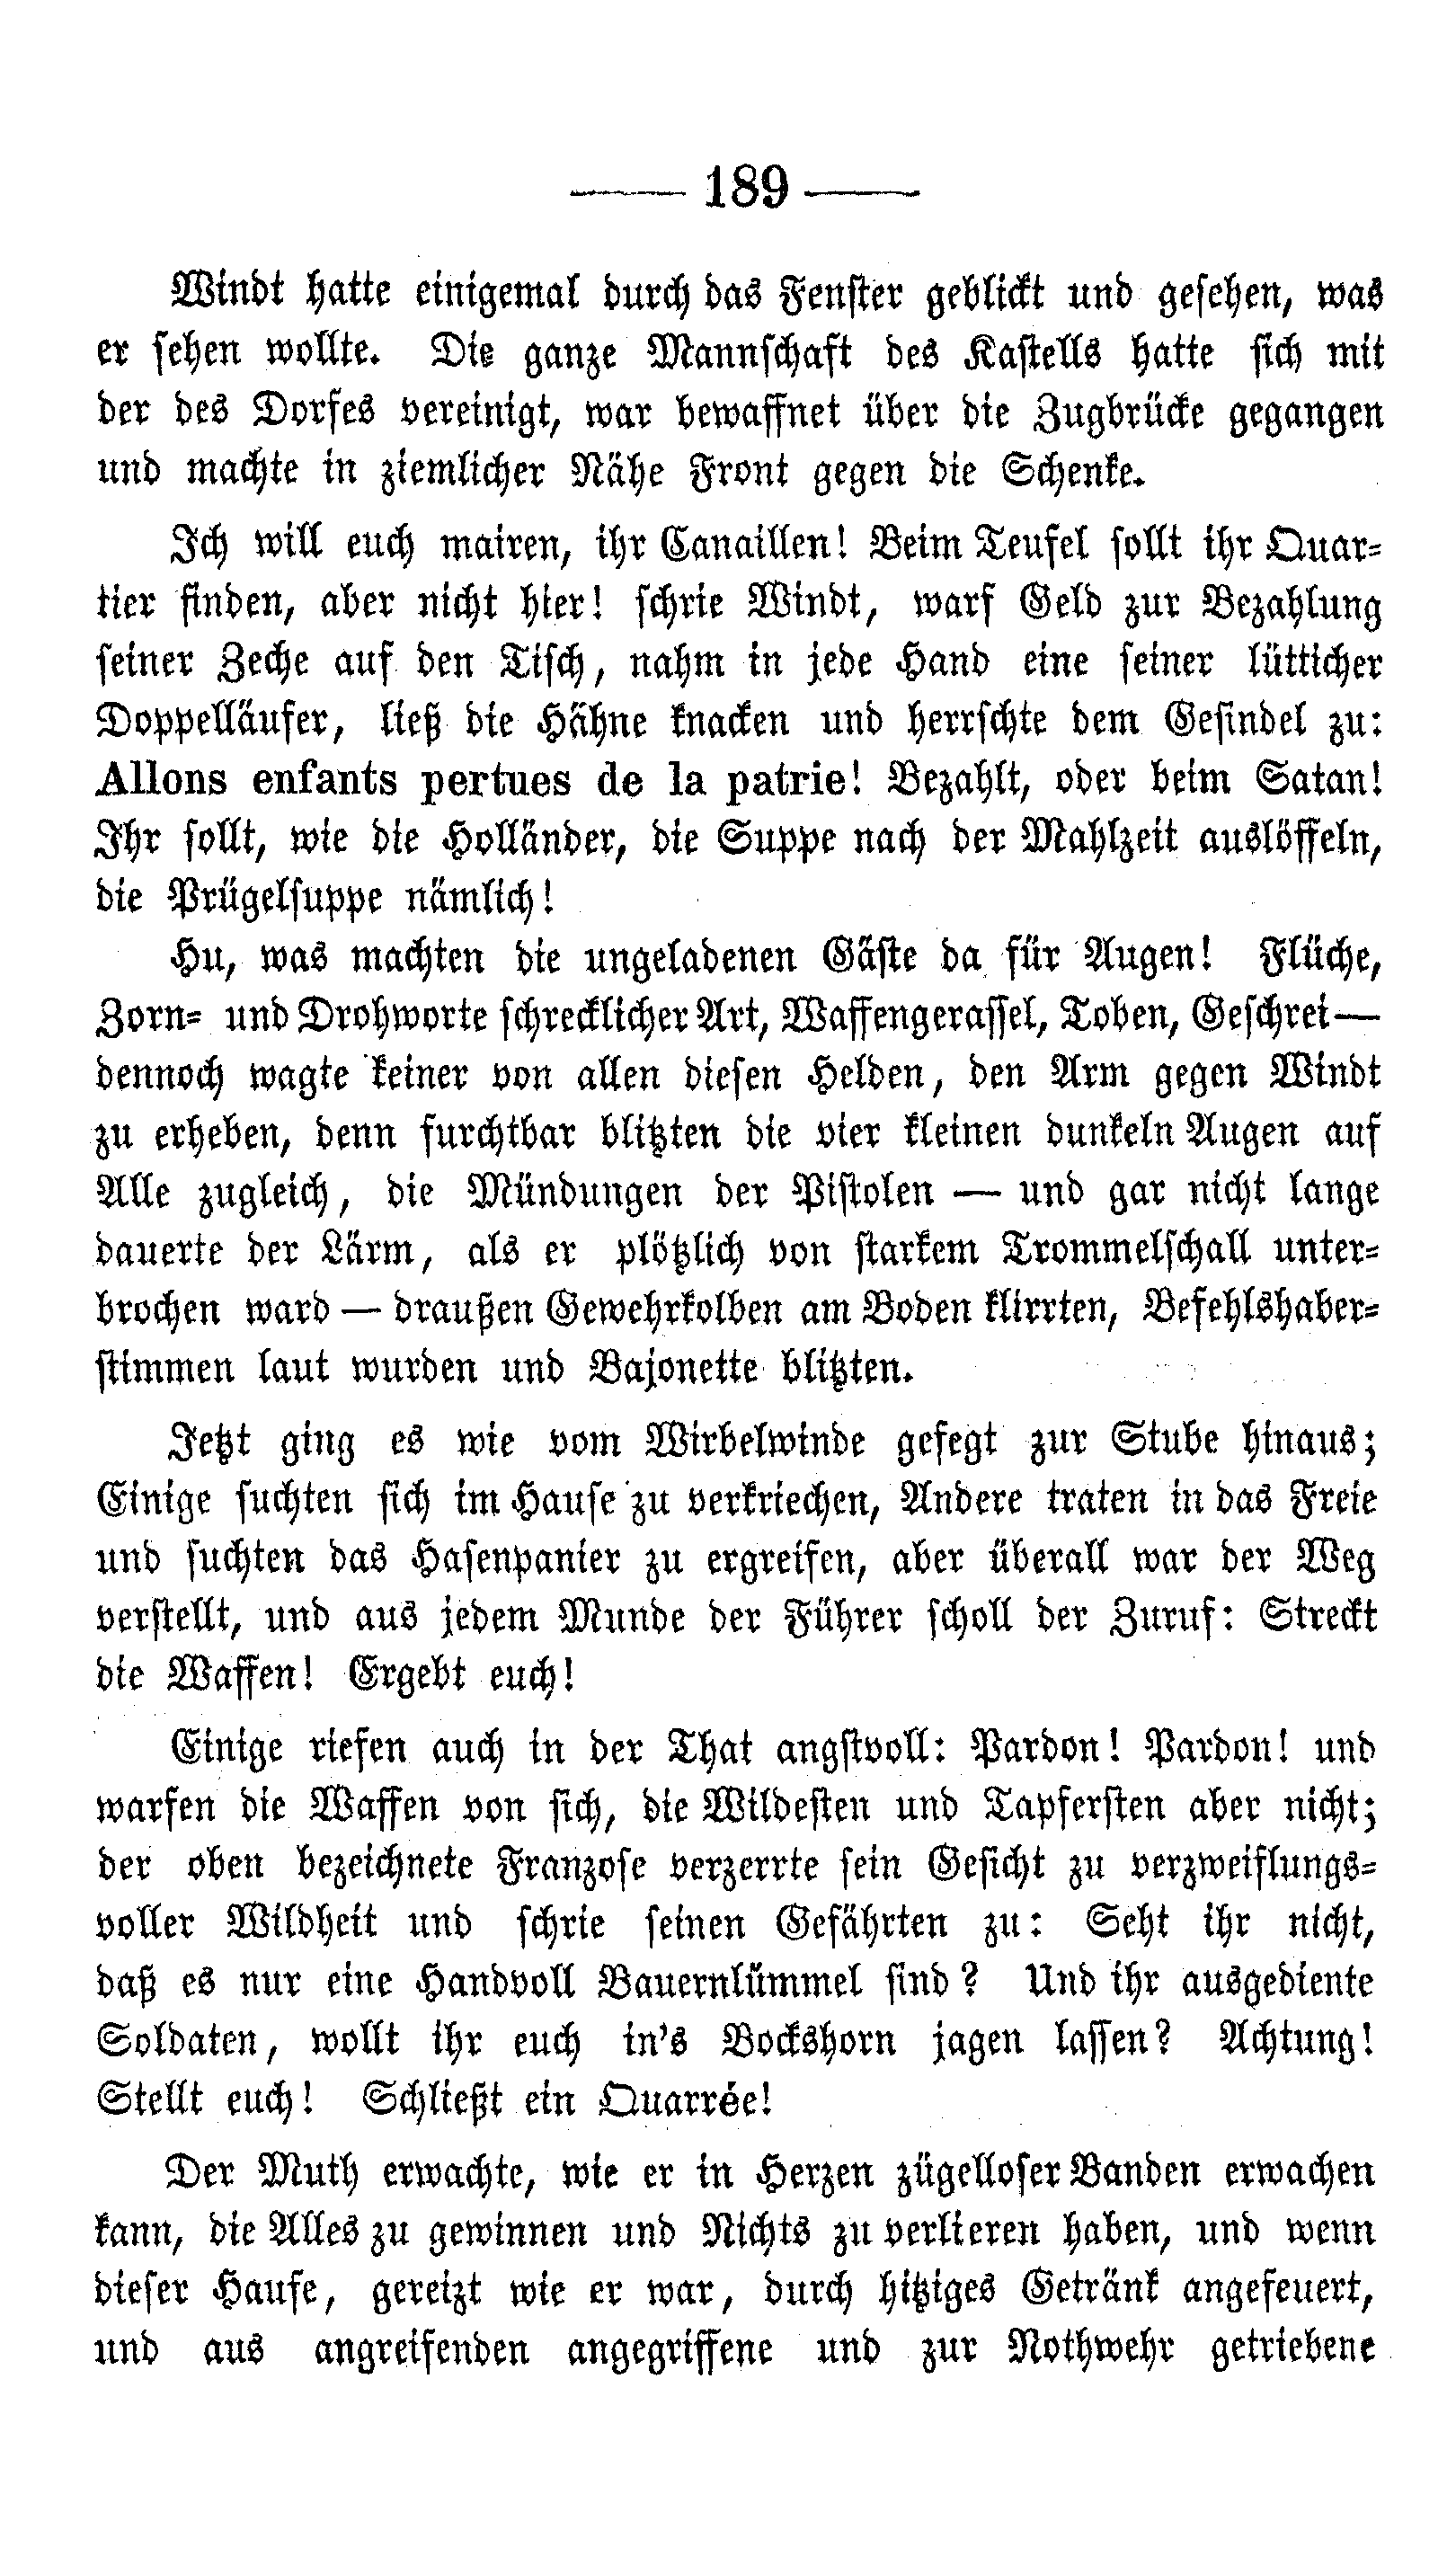 — 189 —
Windt hatte einigemal durch das Fenster geblickt und gesehen, was
er sehen wollte. Die ganze Mannschaft des Kastells hatte sich mit
der des Dorfes vereinigt, war bewaffnet über die Zugbrücke gegangen
und machte in ziemlicher Nähe Front gegen die Schenke.
Ich will euch mairen, ihr Canaillen! Beim Teufel sollt ihr Quar-
tier finden, aber nicht hier! schrie Windt, warf Geld zur Bezahlung
seiner Zeche auf den Tisch, nahm in jede Hand eine seiner lütticher
Doppelläufer, ließ die Hähne knacken und herrschte dem Gesindel zu:
Allons enfants pertues de la patrie! Bezahlt, oder beim Satan!
Ihr sollt, wie die Holländer, die Suppe nach der Mahlzeit auslöffeln,
die Prügelsuppe nämlich!
Hu, was machten die ungeladenen Gäste da für Augen! Flüche,
Zorn- und Drohworte schrecklicher Art, Waffengerassel, Toben, Geschrei —
dennoch wagte keiner von allen diesen Helden, den Arm gegen Windt
zu erheben, denn furchtbar blitzten die vier kleinen dunkeln Augen auf
Alle zugleich, die Mündungen der Pistolen — und gar nicht lange
dauerte der Lärm, als er plötzlich von starkem Trommelschall unter-
brochen ward — draußen Gewehrkolben am Boden klirrten, Befehlshaber-
stimmen laut wurden und Bajonette blitzten.
Jetzt ging es wie vom Wirbelwinde gefegt zur Stube hinaus;
Einige suchten sich im Hause zu verkriechen, Andere traten in das Freie
und suchten das Hasenpanier zu ergreifen, aber überall war der Weg
verstellt, und aus jedem Munde der Führer scholl der Zuruf: Streckt
die Waffen! Ergebt euch!
Einige riefen auch in der That angstvoll: Pardon! Pardon! und
warfen die Waffen von sich, die Wildesten und Tapfersten aber nicht;
der oben bezeichnete Franzose verzerrte sein Gesicht zu verzweiflungs-
voller Wildheit und schrie seinen Gefährten zu: Seht ihr nicht,
daß es nur eine Handvoll Bauernlümmel sind? Und ihr ausgediente
Soldaten, wollt ihr euch in's Bockshorn jagen lassen? Achtung!
Stellt euch! Schließt ein Quarrée!
Der Muth erwachte, wie er in Herzen zügelloser Banden erwachen
kann, die Alles zu gewinnen und Nichts zu verlieren haben, und wenn
dieser Haufe, gereizt wie er war, durch hitziges Getränk angefeuert,
und aus angreifenden angegriffene und zur Nothwehr getriebene